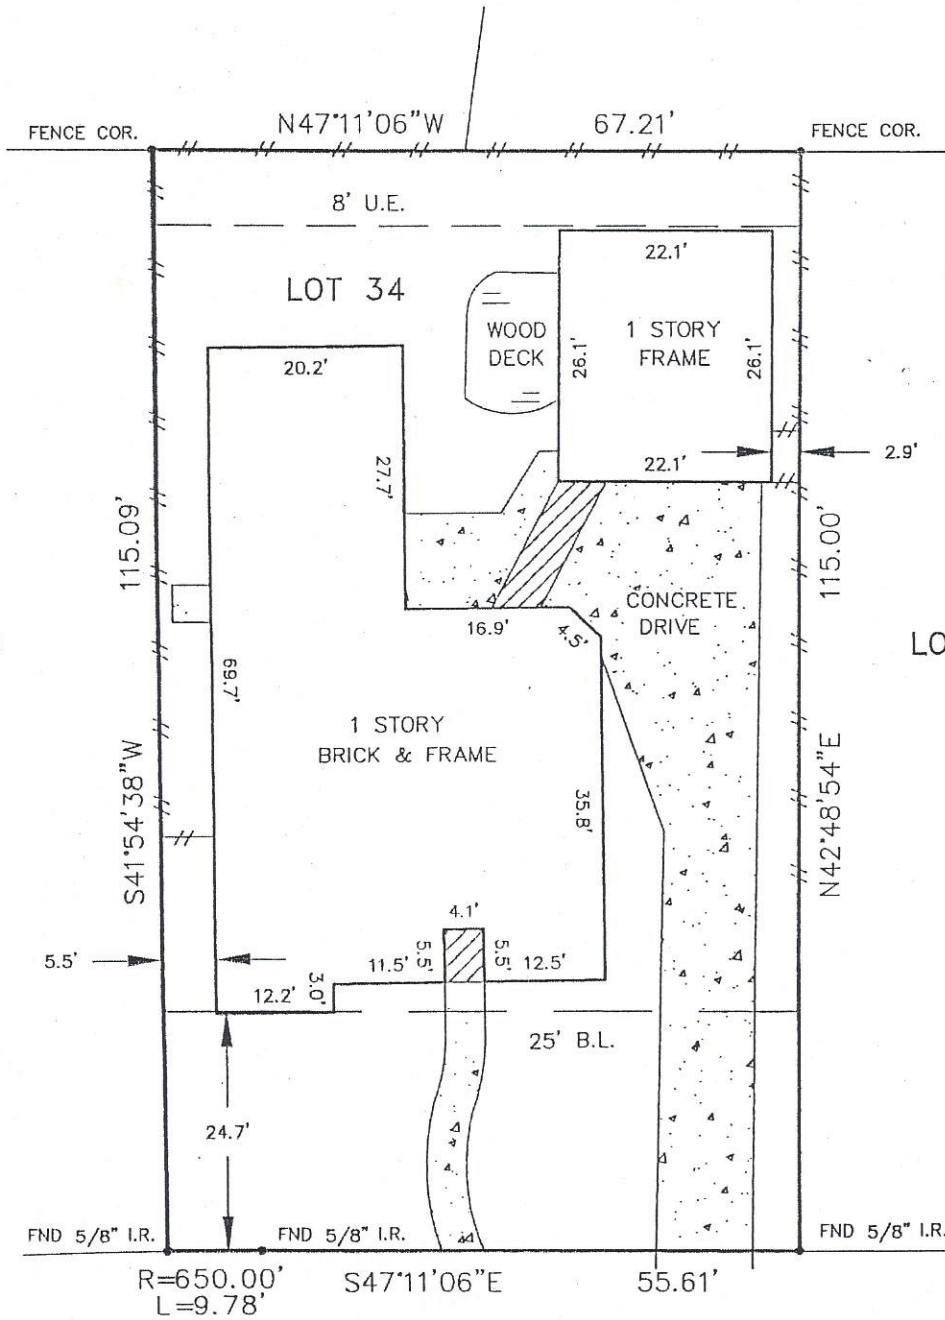 N47°11'06"W 67.21'
FENCE COR. FENCE COR.
8' U.E.
22.1'
LOT 34
WOOD
DECK
1 STORY
FRAME
26.1'
26.1'
20.2'
2.9'
22.1'
27.7'
115.09'
115.00'
CONCRETE
DRIVE
16.9'
4.5'
LO
69.7'
1 STORY
BRICK & FRAME
35.8'
S41°54'38"W
N42°48'54"E
4.1'
5.5'
11.5'
5.5'
5.5'
12.5'
12.2'
3.0'
25' B.L.
24.7'
FND 5/8" I.R. FND 5/8" I.R. FND 5/8" I.R.
R=650.00' S47°11'06"E 55.61'
L=9.78'